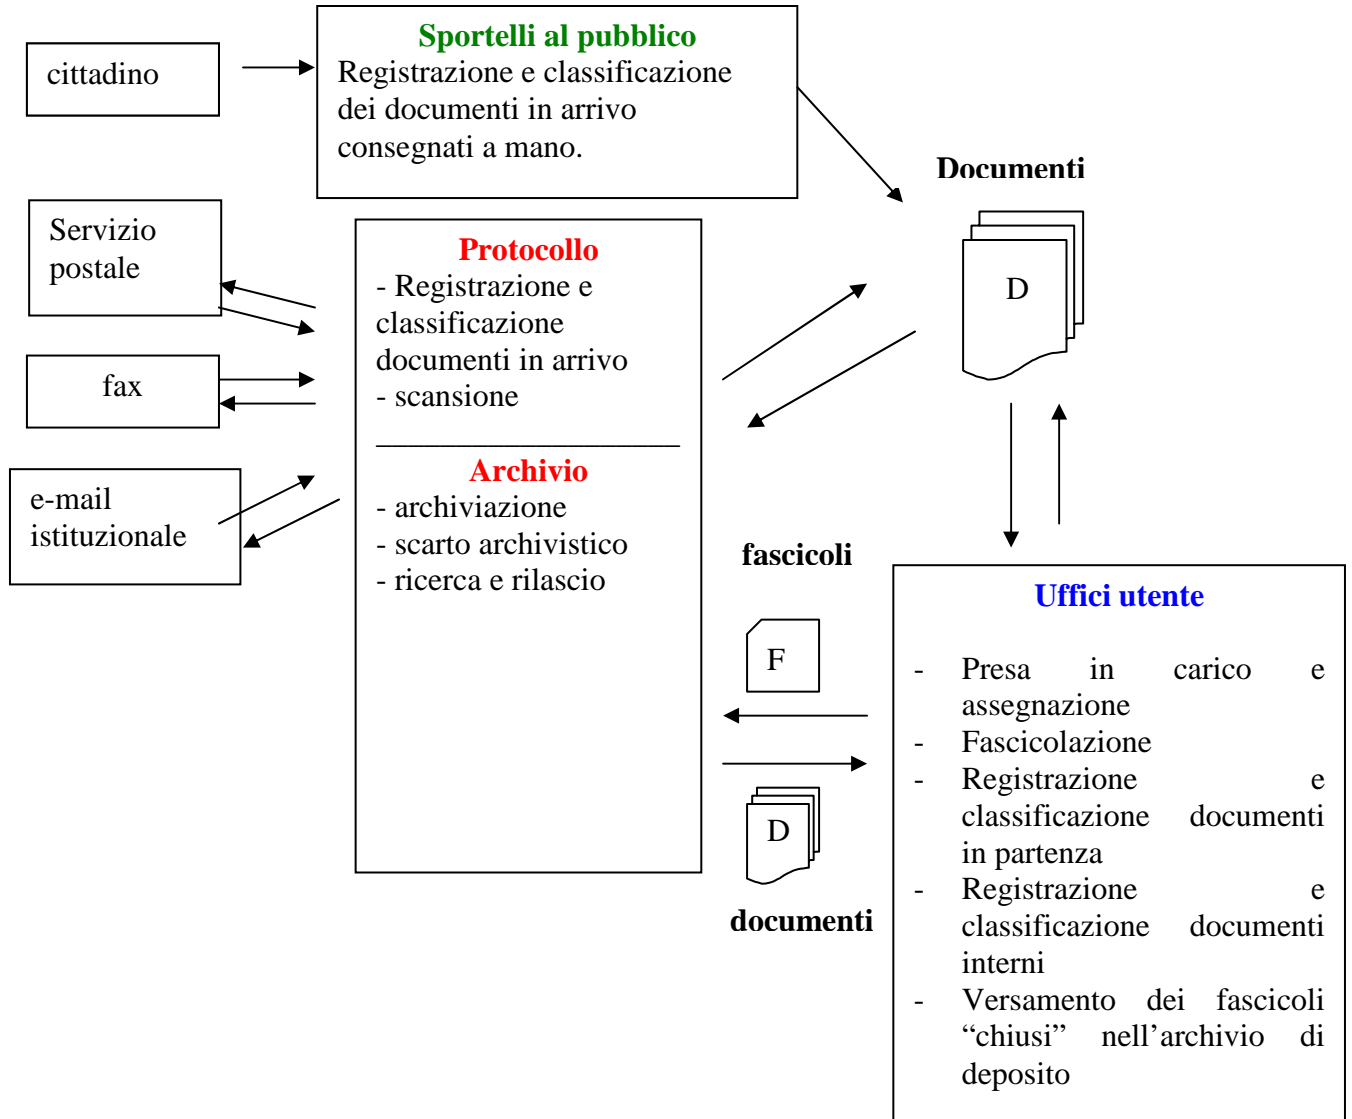 Sportelli al pubblico
Registrazione e classificazione
dei documenti in arrivo
consegnati a mano.
cittadino
Documenti
D
Servizio
postale
fax
e-mail
istituzionale
Protocollo
- Registrazione e
classificazione
documenti in arrivo
- scansione
Archivio
- archiviazione
- scarto archivistico
- ricerca e rilascio
fascicoli
F
D
documenti
Uffici utente
- Presa in carico e
assegnazione
- Fascicolazione
- Registrazione e
classificazione documenti
in partenza
- Registrazione e
classificazione documenti
interni
- Versamento dei fascicoli
“chiusi” nell’archivio di
deposito